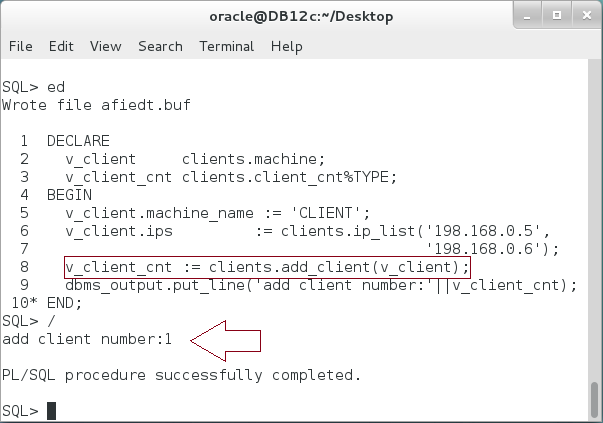 oracle@DB12c:~/Desktop
File Edit View Search Terminal Help
SQL> ed
Wrote file afiedt.buf
  1  DECLARE
  2    v_client     clients.machine;
  3    v_client_cnt clients.client_cnt%TYPE;
  4  BEGIN
  5    v_client.machine_name := 'CLIENT';
  6    v_client.ips         := clients.ip_list('198.168.0.5',
  7                                            '198.168.0.6');
  8    v_client_cnt := clients.add_client(v_client);
  9    dbms_output.put_line('add client number:'||v_client_cnt);
 10* END;
SQL> /
add client number:1
PL/SQL procedure successfully completed.
SQL>